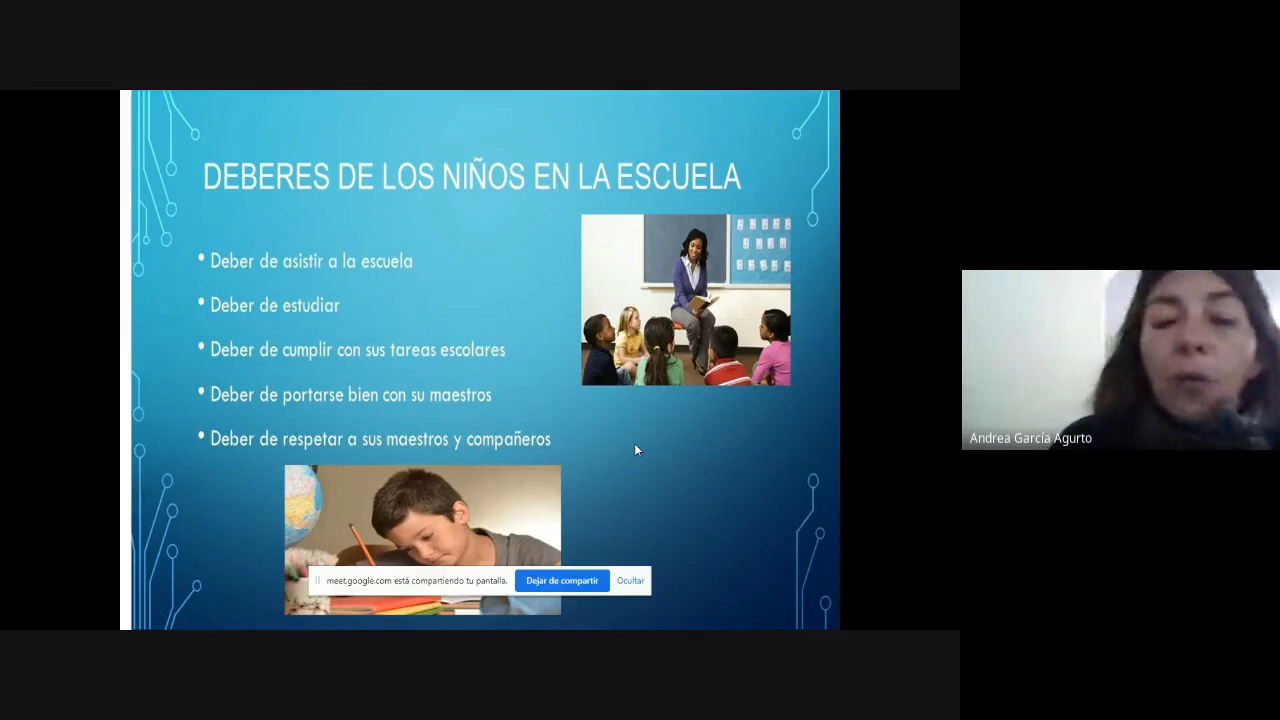 DEBERES DE LOS NIÑOS EN LA ESCUELA
• Deber de asistir a la escuela
• Deber de estudiar
• Deber de cumplir con sus tareas escolares
• Deber de portarse bien con su maestros
• Deber de respetar a sus maestros y compañeros
Andrea García Agurto
meet.google.com está compartiendo tu pantalla. Dejar de compartir Ocultar